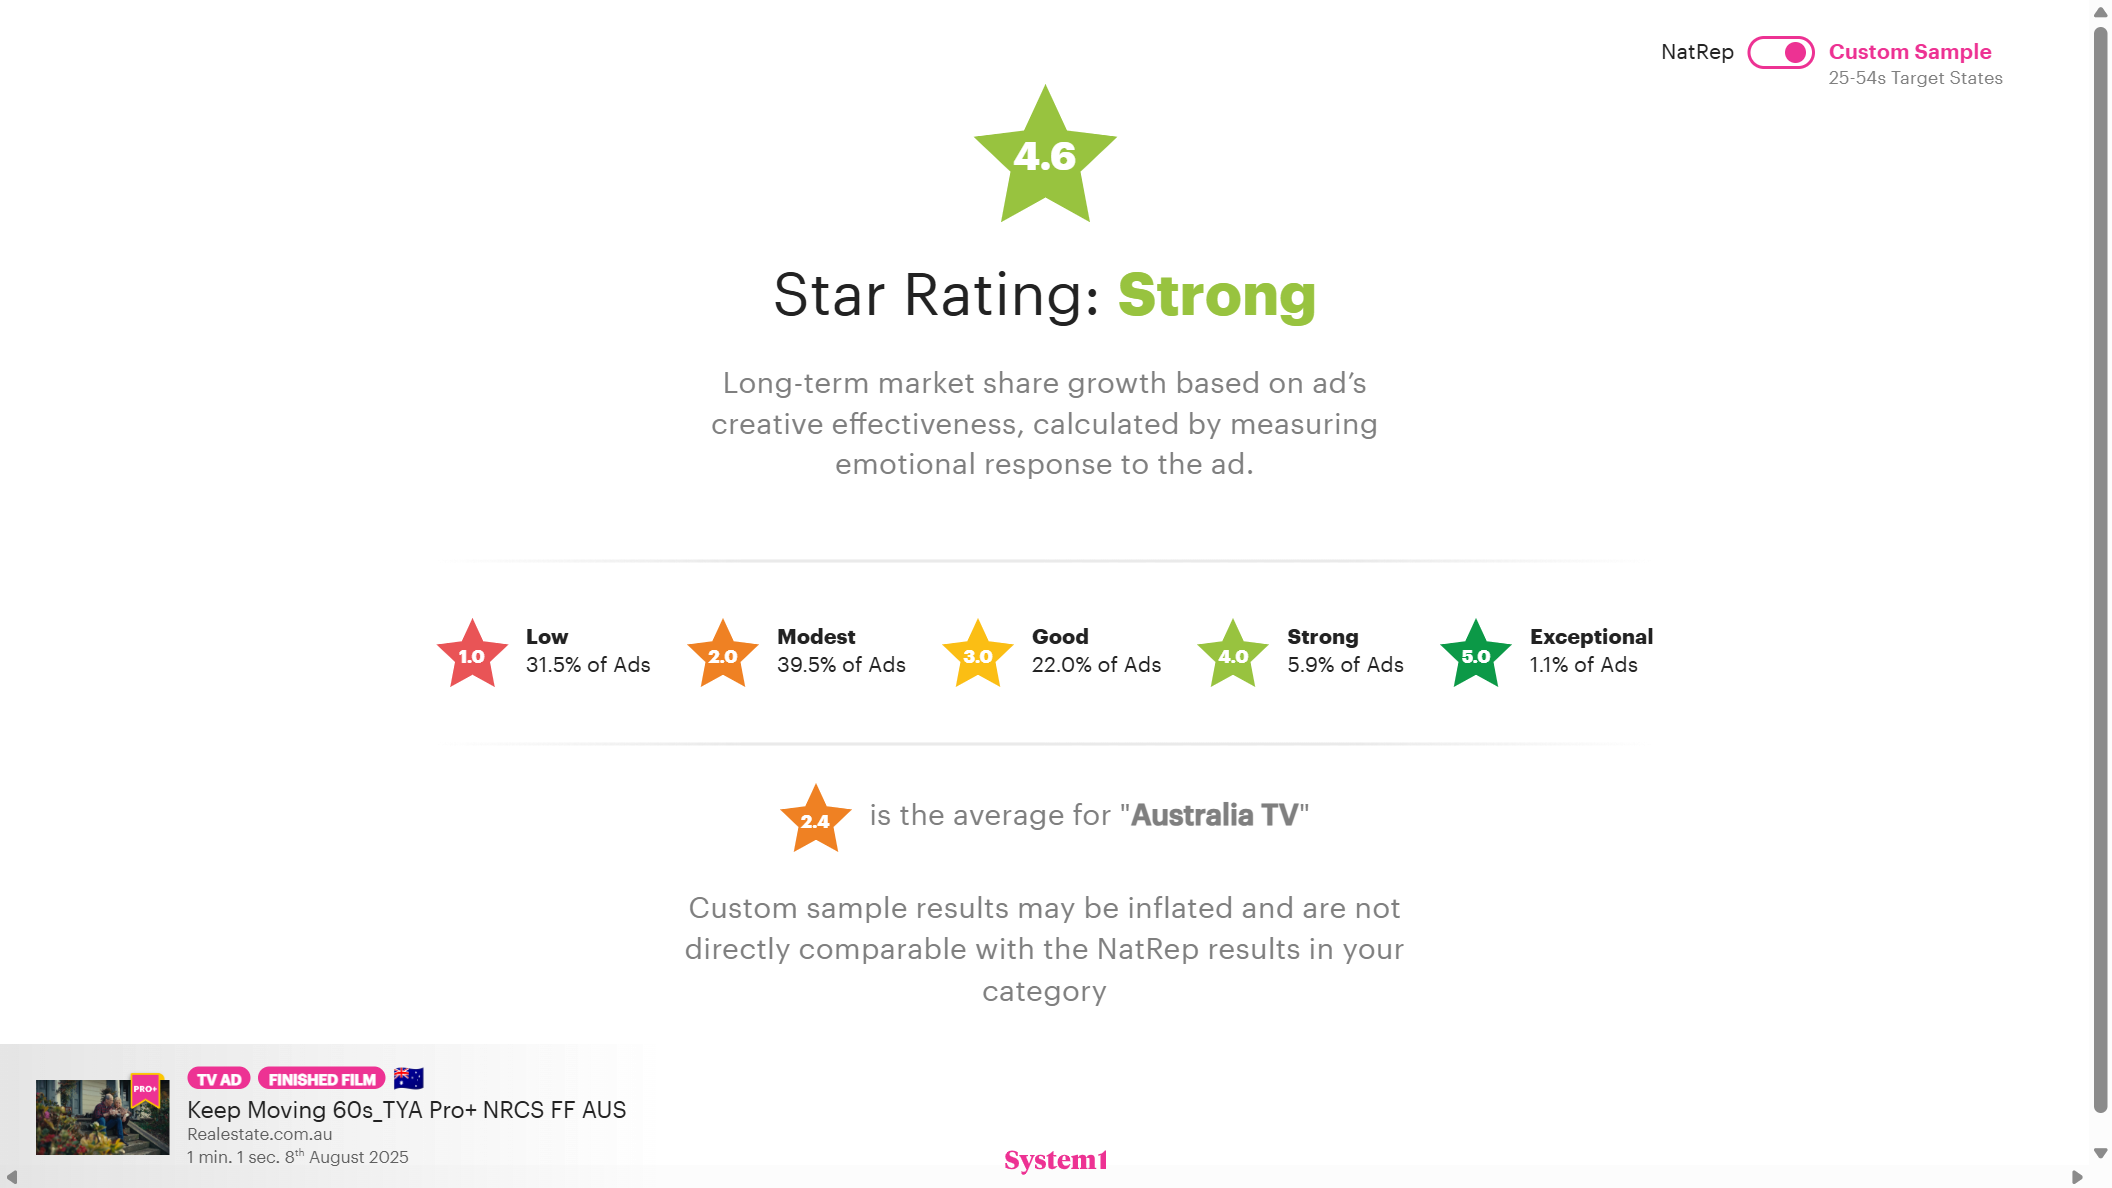 NatRep
Custom Sample
25-54s Target States
4.6
Star Rating: Strong
Long-term market share growth based on ad’s
creative effectiveness, calculated by measuring
emotional response to the ad.
1.0
Low
31.5% of Ads
2.0
Modest
39.5% of Ads
3.0
Good
22.0% of Ads
4.0
Strong
5.9% of Ads
5.0
Exceptional
1.1% of Ads
2.4
is the average for "Australia TV"
Custom sample results may be inflated and are not
directly comparable with the NatRep results in your
category
PRO+
TV AD
FINISHED FILM
Keep Moving 60s_TYA Pro+ NRCS FF AUS
Realestate.com.au
1 min. 1 sec. 8th August 2025
System1